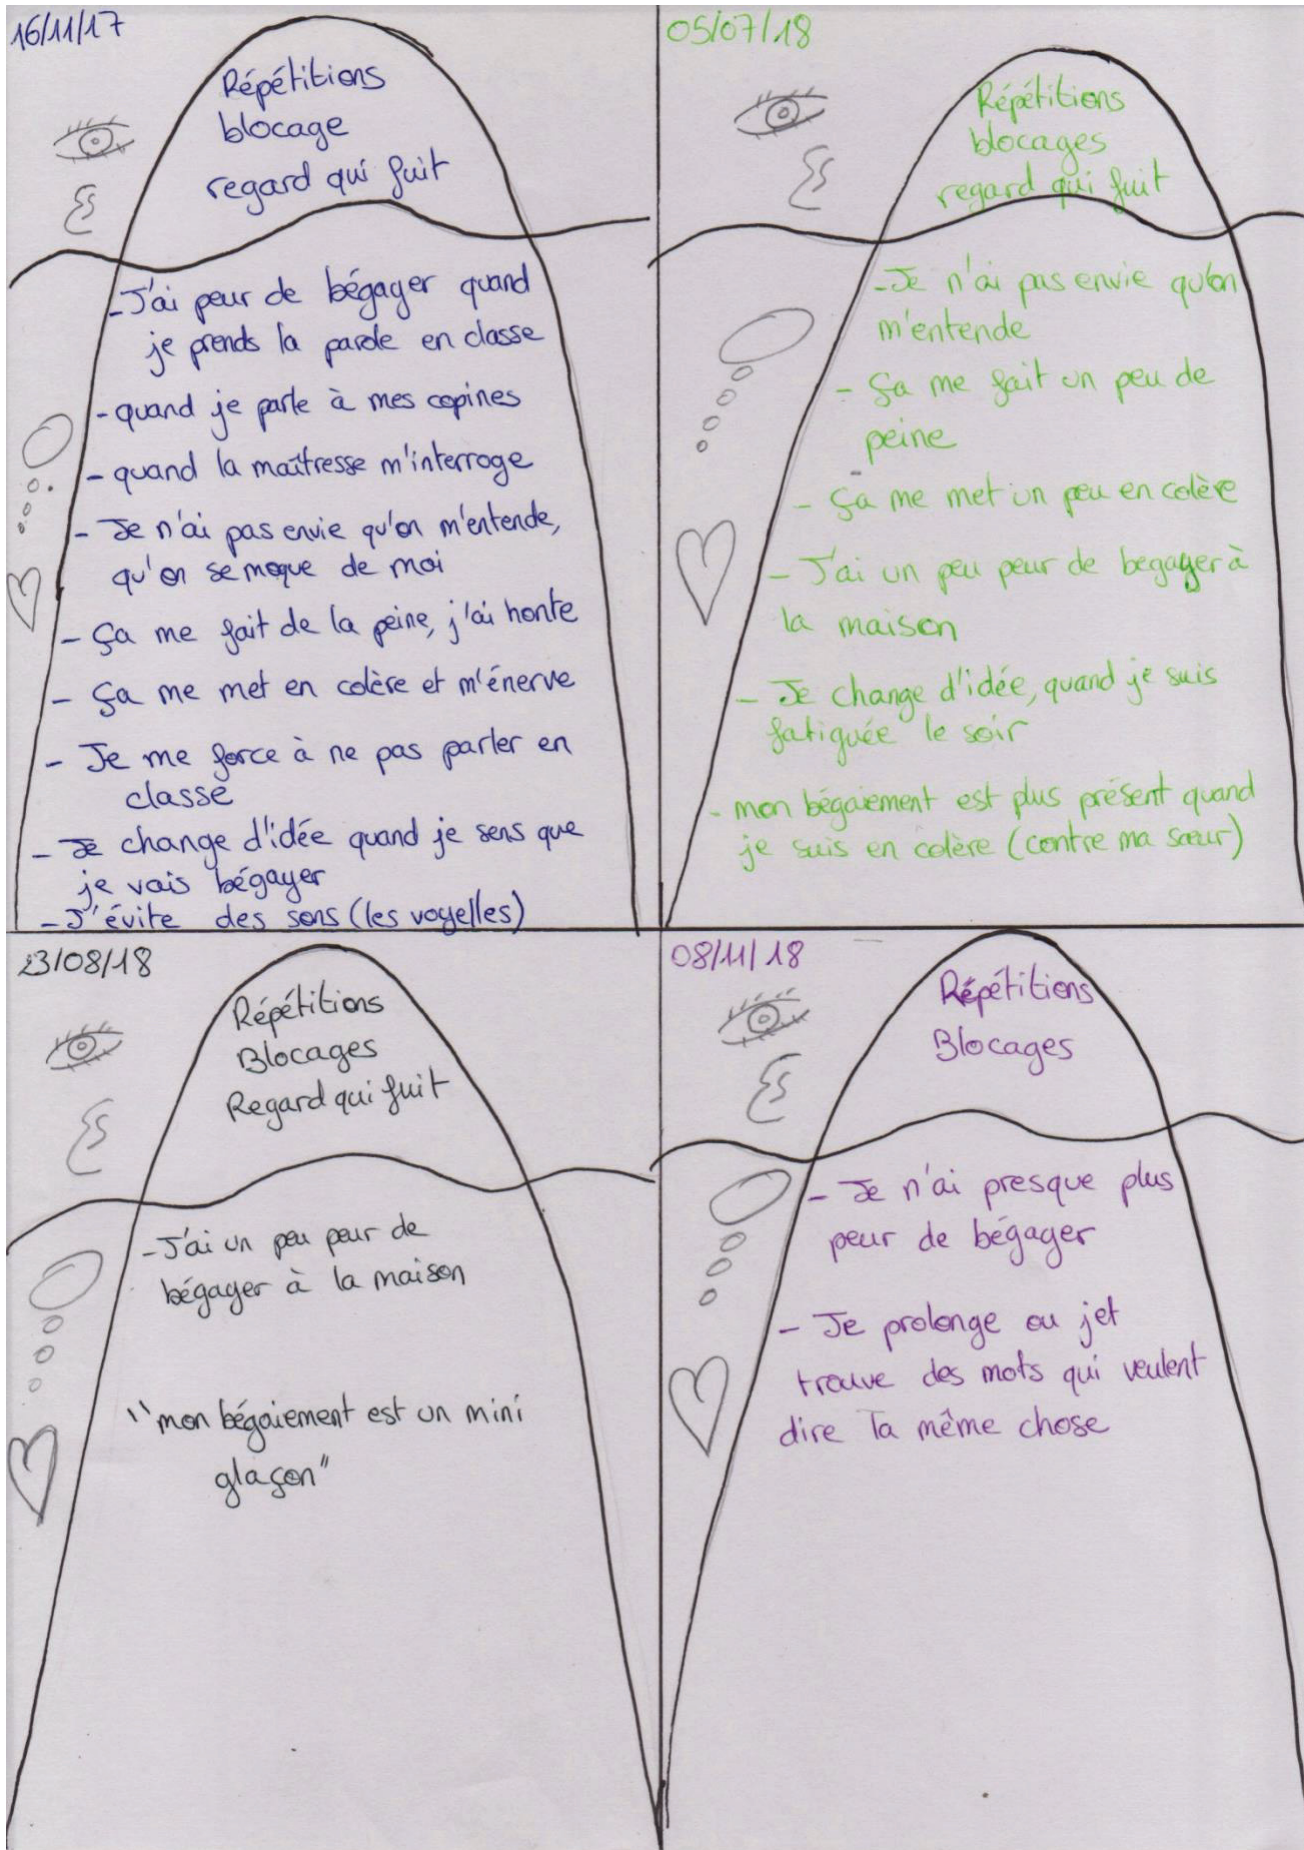 16/11/17
Répétitions
blocage
regard qui fuit
- J'ai peur de bégayer quand
je prends la parole en classe
- quand je parle à mes copines
- quand la maîtresse m'interroge
- Je n'ai pas envie qu'on m'entende,
qu'on se moque de moi
- Ça me fait de la peine, j'ai honte
- Ça me met en colère et m'énerve
- Je me force à ne pas parler en
classe
- Je change d'idée quand je sens que
je vais bégayer
- J'évite des sons (les voyelles)
05/07/18
Répétitions
blocages
regard qui fuit
- Je n'ai pas envie qu'on
m'entende
- Ça me fait un peu de
peine
- Ça me met un peu en colère
- J'ai un peu peur de begayer à
la maison
- Je change d'idée, quand je suis
fatiguée le soir
- mon bégaiement est plus présent quand
je suis en colère (contre ma sœur)
23/08/18
Répétitions
Blocages
Regard qui fuit
- J'ai un peu peur de
bégayer à la maison
"mon bégaiement est un mini
glaçon"
08/11/18
Répétitions
Blocages
- Je n'ai presque plus
peur de bégayer
- Je prolonge ou jet
trouve des mots qui veulent
dire la même chose